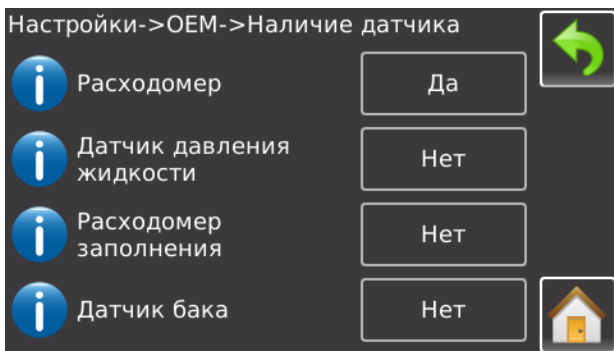 Настройки->OEM->Наличие датчика
Расходомер
Да
Датчик давления
жидкости
Нет
Расходомер
заполнения
Нет
Датчик бака
Нет